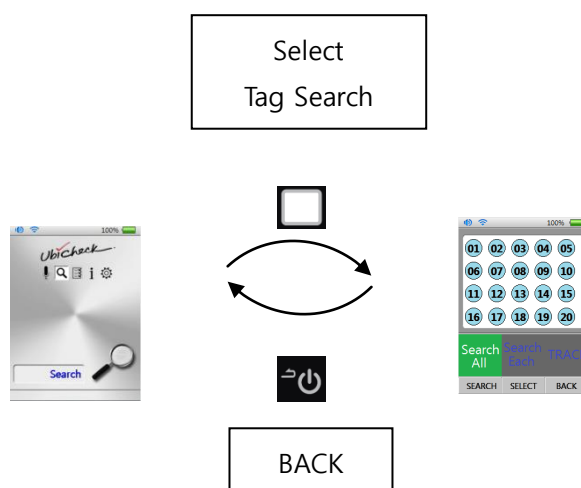 Select
Tag Search
100%
Ubicheck
i
Search
100%
01 02 03 04 05
06 07 08 09 10
11 12 13 14 15
16 17 18 19 20
Search All
Search Each
TRAC
SEARCH SELECT BACK
BACK